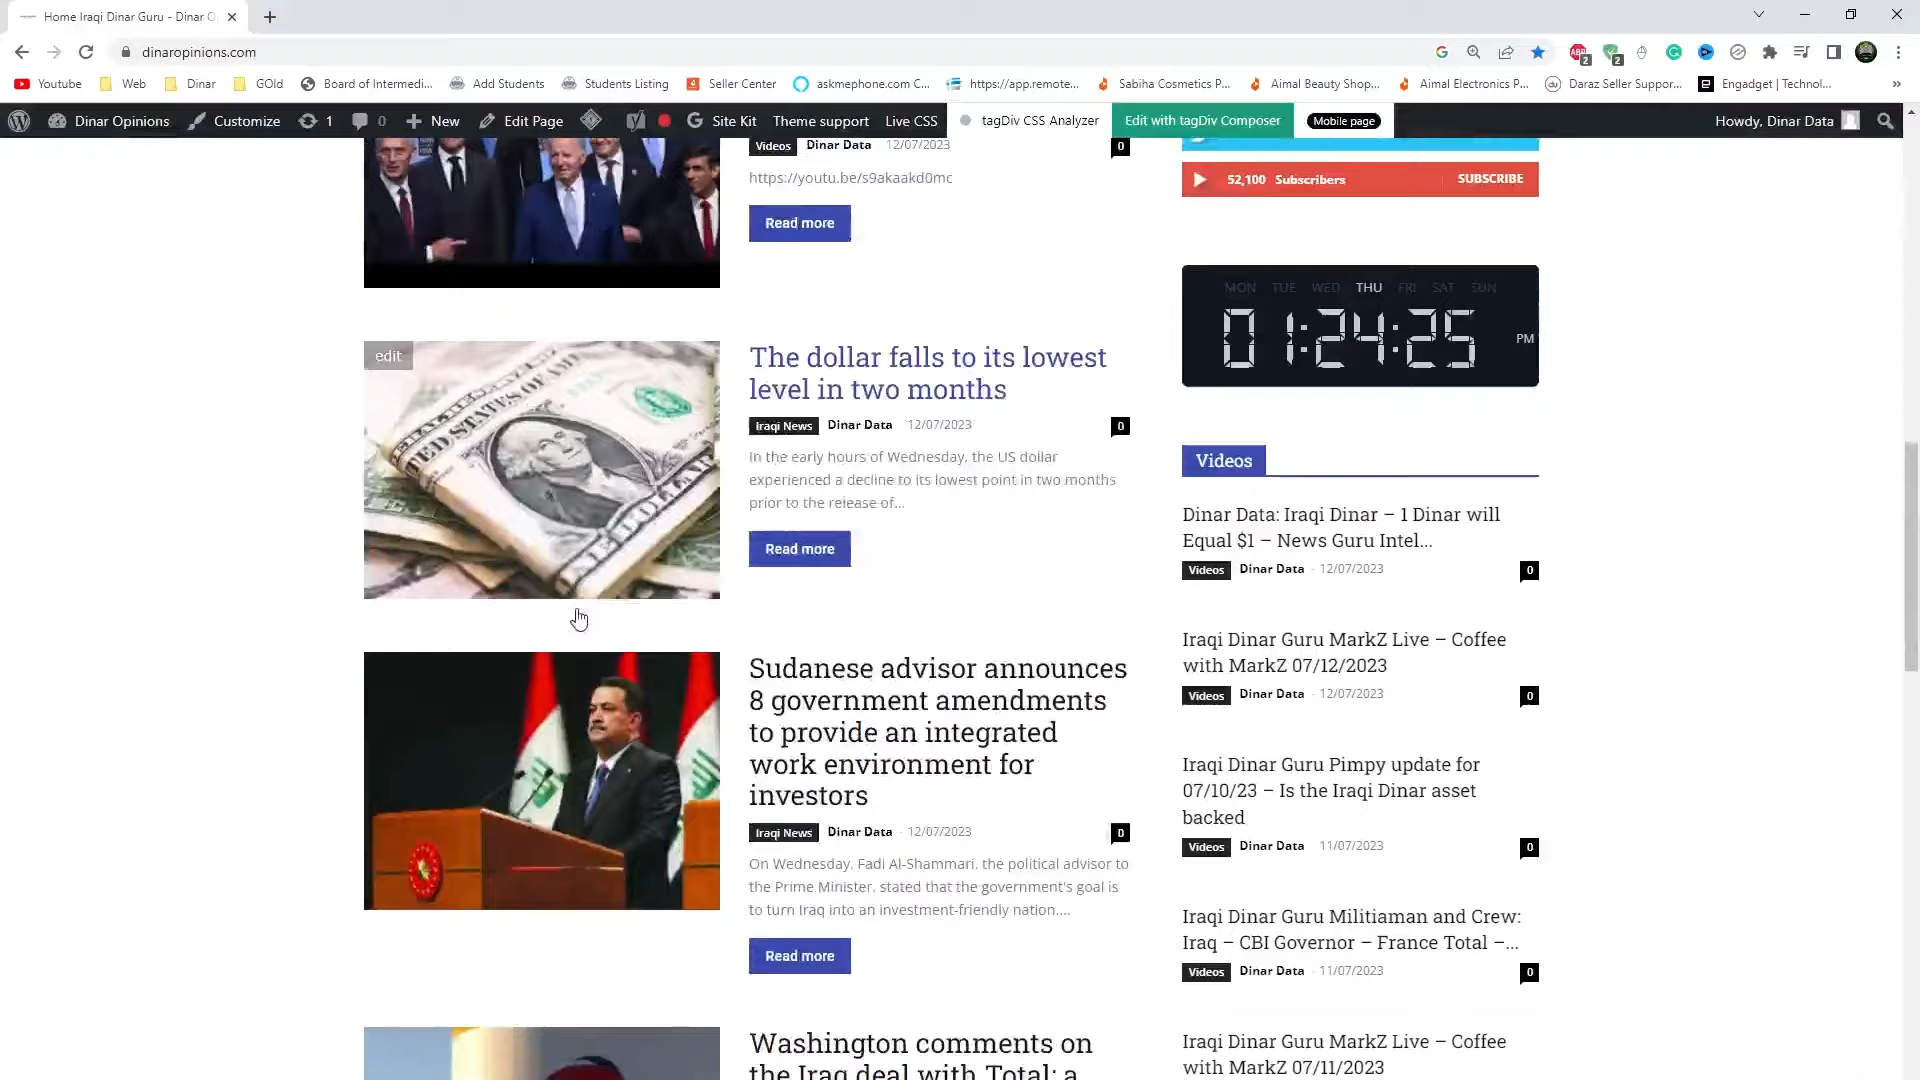 Home Iraqi Dinar Guru - Dinar O
dinaropinions.com
Youtube
Web
Dinar
GOld
Board of Intermedi...
Add Students
Students Listing
Seller Center
askmephone.com C...
https://app.remote...
Sabiha Cosmetics P...
Aimal Beauty Shop...
Aimal Electronics P...
Daraz Seller Suppor...
Engadget | Technol...
»
Dinar Opinions
Customize
1
0
New
Edit Page
Site Kit
Theme support
Live CSS
tagDiv CSS Analyzer
Edit with tagDiv Composer
Mobile page
Howdy, Dinar Data
Videos Dinar Data 12/07/2023 0
https://youtu.be/s9akaakd0mc
Read more
edit
The dollar falls to its lowest
level in two months
Iraqi News Dinar Data 12/07/2023 0
In the early hours of Wednesday, the US dollar
experienced a decline to its lowest point in two months
prior to the release of...
Read more
Sudanese advisor announces
8 government amendments
to provide an integrated
work environment for
investors
Iraqi News Dinar Data - 12/07/2023 0
On Wednesday, Fadi Al-Shammari, the political advisor to
the Prime Minister, stated that the government's goal is
to turn Iraq into an investment-friendly nation....
Read more
Washington comments on
the Iraq deal with Total: a
52,100 Subscribers SUBSCRIBE
MON TUE WED THU FRI SAT SUN
01:24:25 PM
Videos
Dinar Data: Iraqi Dinar – 1 Dinar will
Equal $1 – News Guru Intel...
Videos Dinar Data - 12/07/2023 0
Iraqi Dinar Guru MarkZ Live – Coffee
with MarkZ 07/12/2023
Videos Dinar Data - 12/07/2023 0
Iraqi Dinar Guru Pimpy update for
07/10/23 – Is the Iraqi Dinar asset
backed
Videos Dinar Data - 11/07/2023 0
Iraqi Dinar Guru Militiaman and Crew:
Iraq – CBI Governor – France Total –...
Videos Dinar Data - 11/07/2023 0
Iraqi Dinar Guru MarkZ Live – Coffee
with MarkZ 07/11/2023